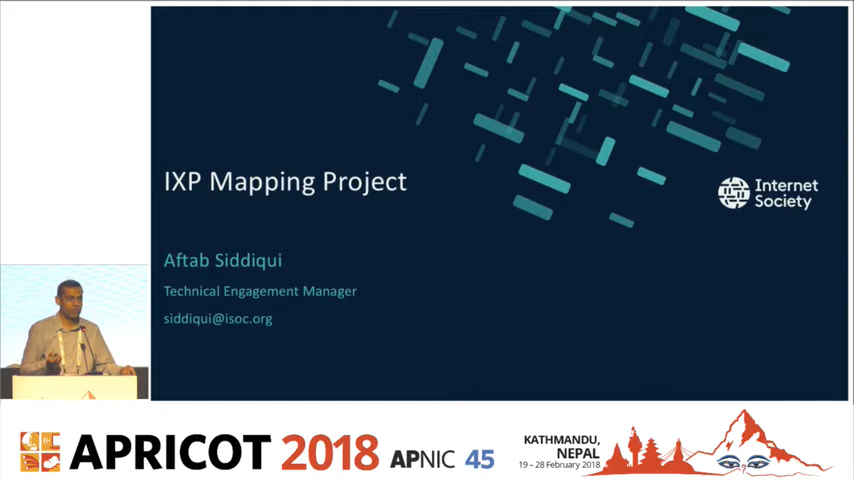 IXP Mapping Project
Internet
Society
Aftab Siddiqui
Technical Engagement Manager
siddiqui@isoc.org
APRICOT 2018
APNIC 45
KATHMANDU,
NEPAL
19 – 28 February 2018